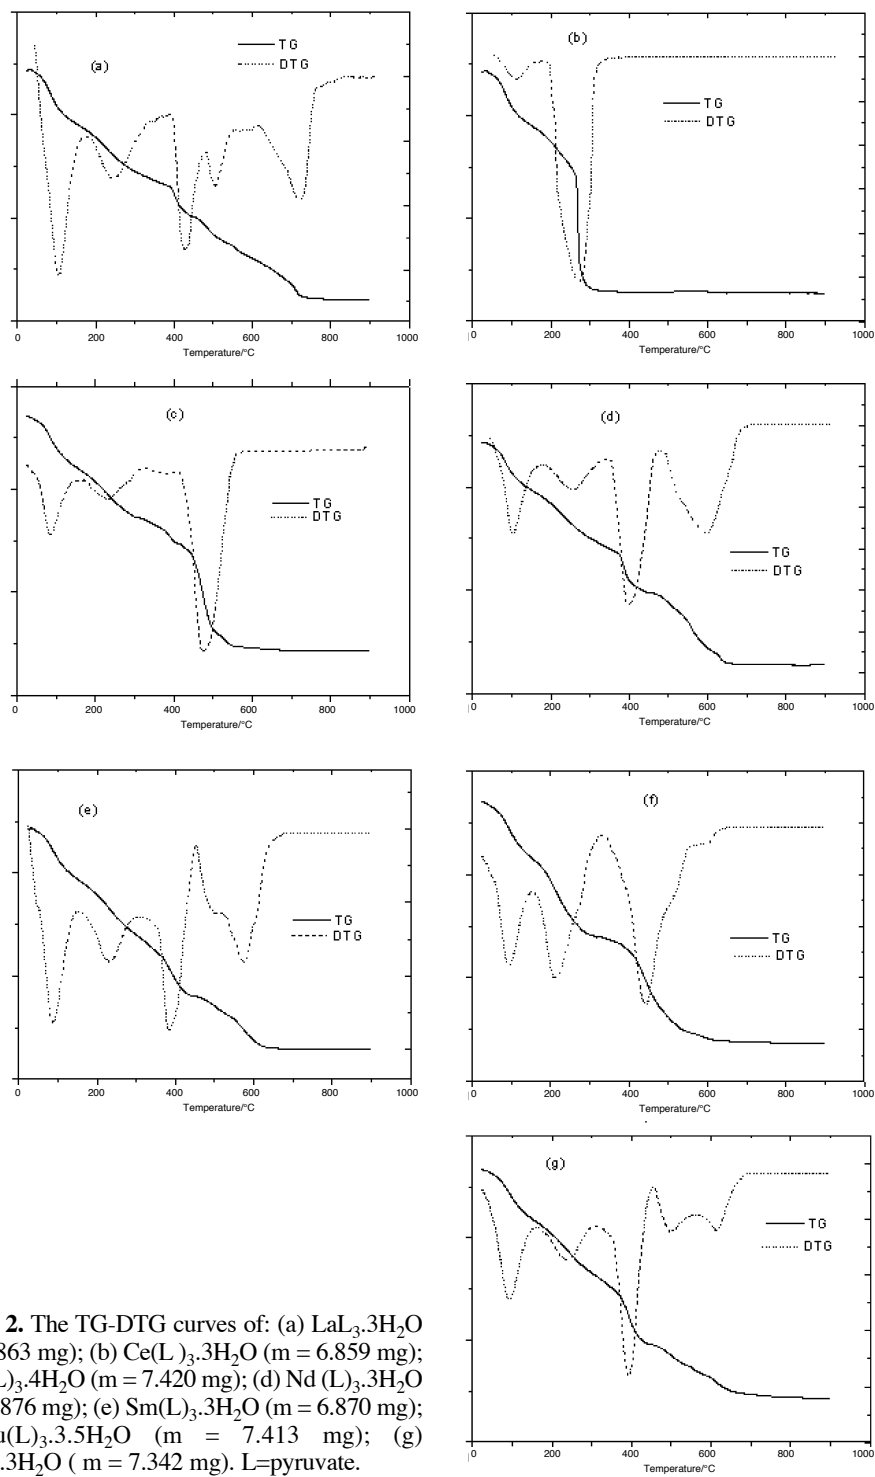 (a)
TG
DTG
0 200 400 600 800 1000
Temperature/°C
(b)
TG
DTG
0 200 400 600 800 1000
Temperature/°C
(c)
TG
DTG
0 200 400 600 800 1000
Temperature/°C
(d)
TG
DTG
0 200 400 600 800 1000
Temperature/°C
(e)
TG
DTG
0 200 400 600 800 1000
Temperature/°C
(f)
TG
DTG
0 200 400 600 800 1000
Temperature/°C
(g)
TG
DTG
0 200 400 600 800 1000
Temperature/°C
2. The TG-DTG curves of: (a) LaL₃.3H₂O
863 mg); (b) Ce(L )₃.3H₂O (m = 6.859 mg);
L)₃.4H₂O (m = 7.420 mg); (d) Nd (L)₃.3H₂O
876 mg); (e) Sm(L)₃.3H₂O (m = 6.870 mg);
u(L)₃.3.5H₂O (m = 7.413 mg); (g)
.3H₂O ( m = 7.342 mg). L=pyruvate.